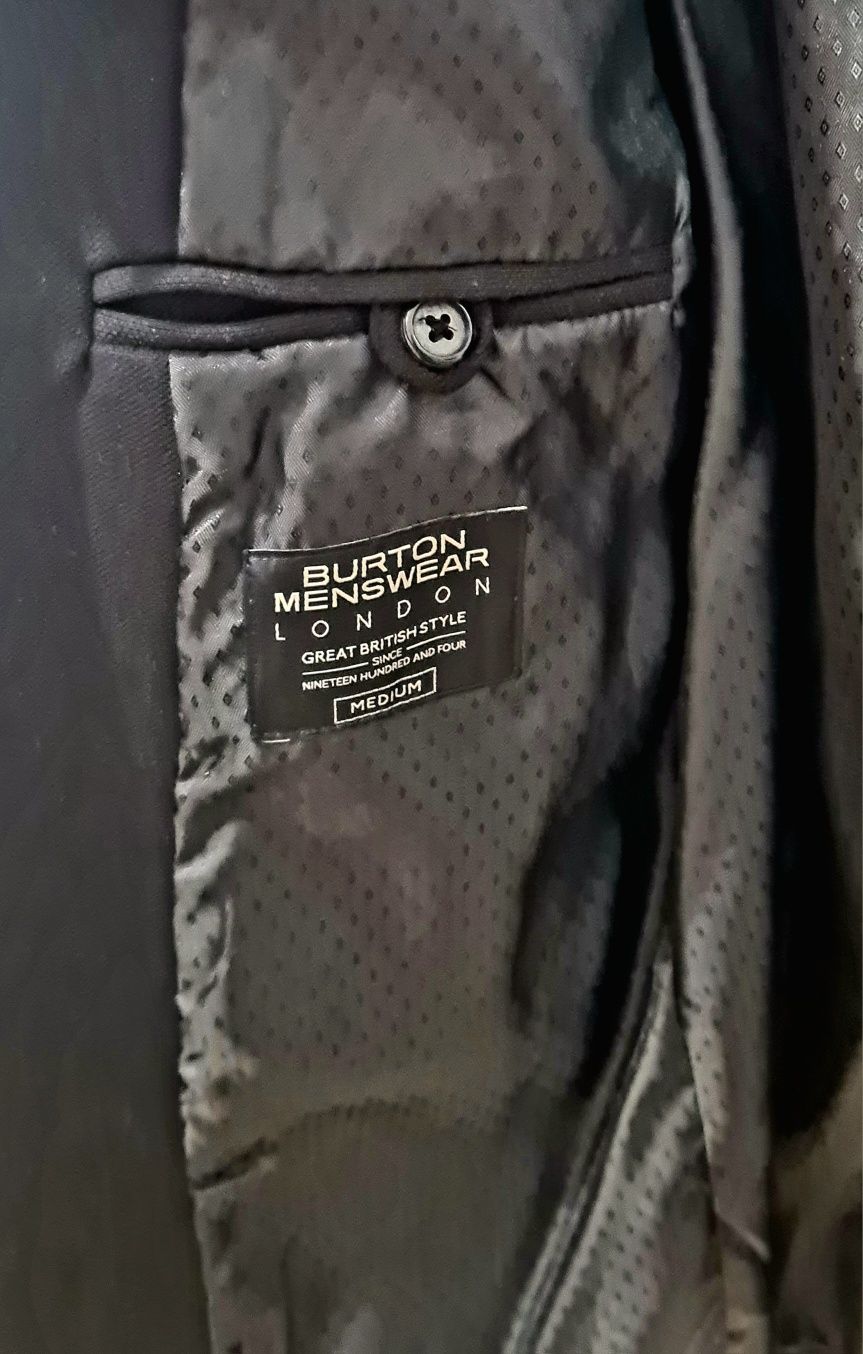 BURTON
MENSWEAR
LONDON
GREAT BRITISH STYLE
SINCE
NINETEEN HUNDRED AND FOUR
MEDIUM